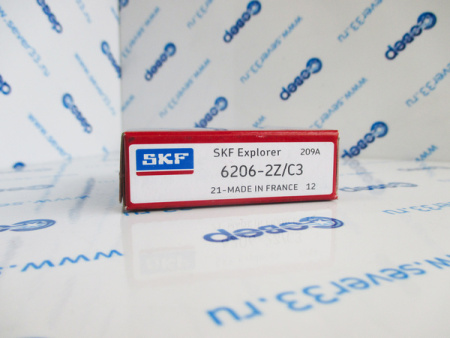 SKF
SKF Explorer 209A
6206-2Z/C3
21-MADE IN FRANCE 12
Север
www.sever33.ru